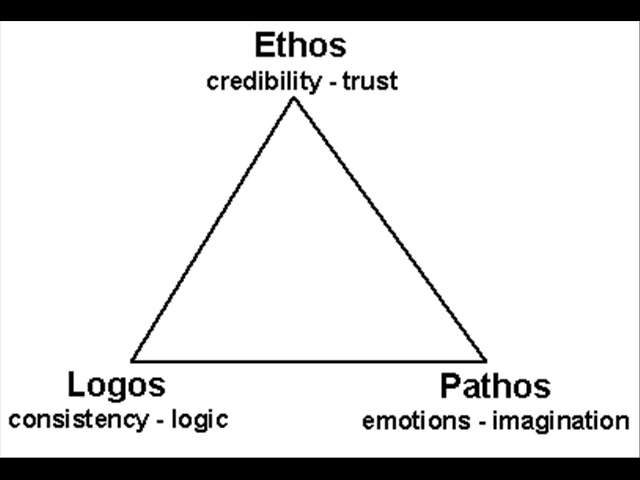 Ethos
credibility - trust
Logos
consistency - logic
Pathos
emotions - imagination